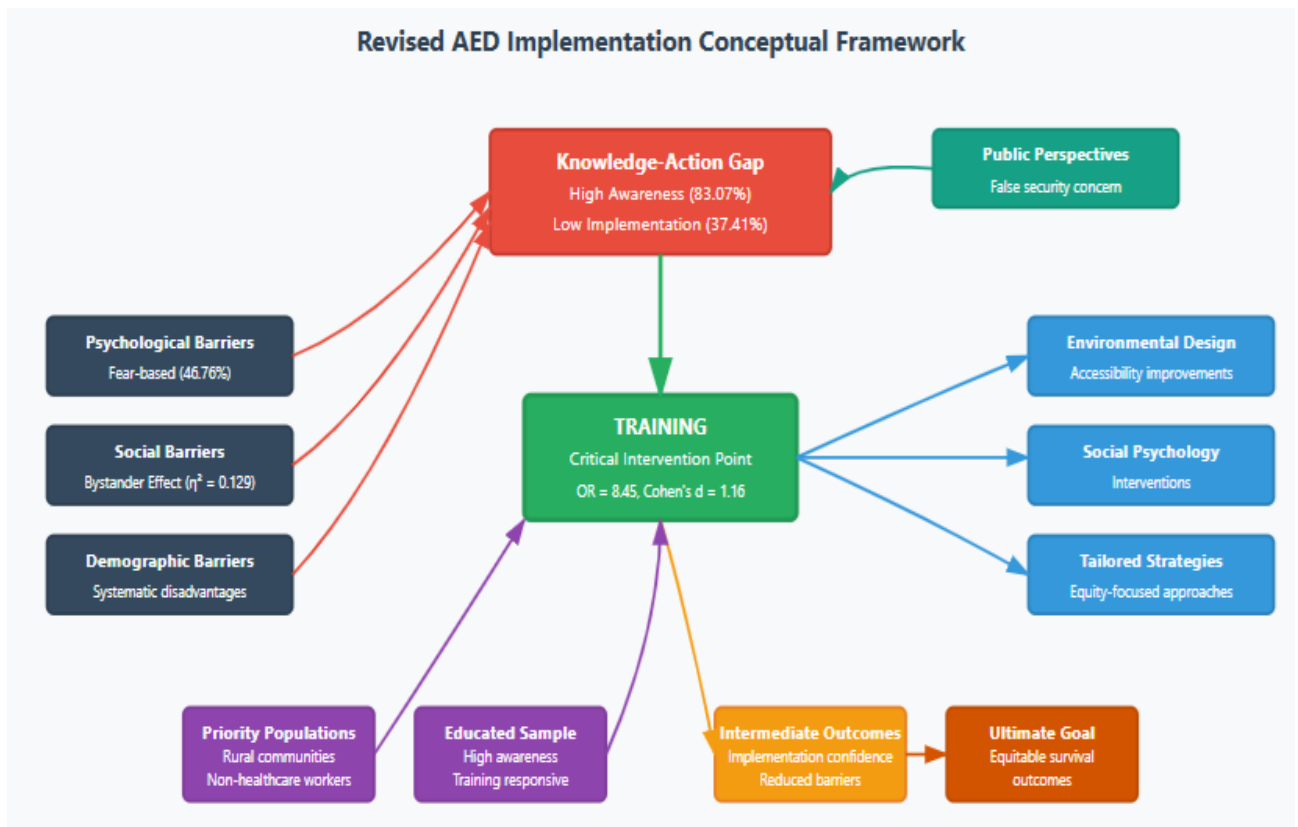 Revised AED Implementation Conceptual Framework
Knowledge-Action Gap
High Awareness (83.07%)
Low Implementation (37.41%)
Public Perspectives
False security concern
Psychological Barriers
Fear-based (46.76%)
Social Barriers
Bystander Effect (η² = 0.129)
Demographic Barriers
Systematic disadvantages
TRAINING
Critical Intervention Point
OR = 8.45, Cohen's d = 1.16
Environmental Design
Accessibility improvements
Social Psychology
Interventions
Tailored Strategies
Equity-focused approaches
Priority Populations
Rural communities
Non-healthcare workers
Educated Sample
High awareness
Training responsive
Intermediate Outcomes
Implementation confidence
Reduced barriers
Ultimate Goal
Equitable survival
outcomes